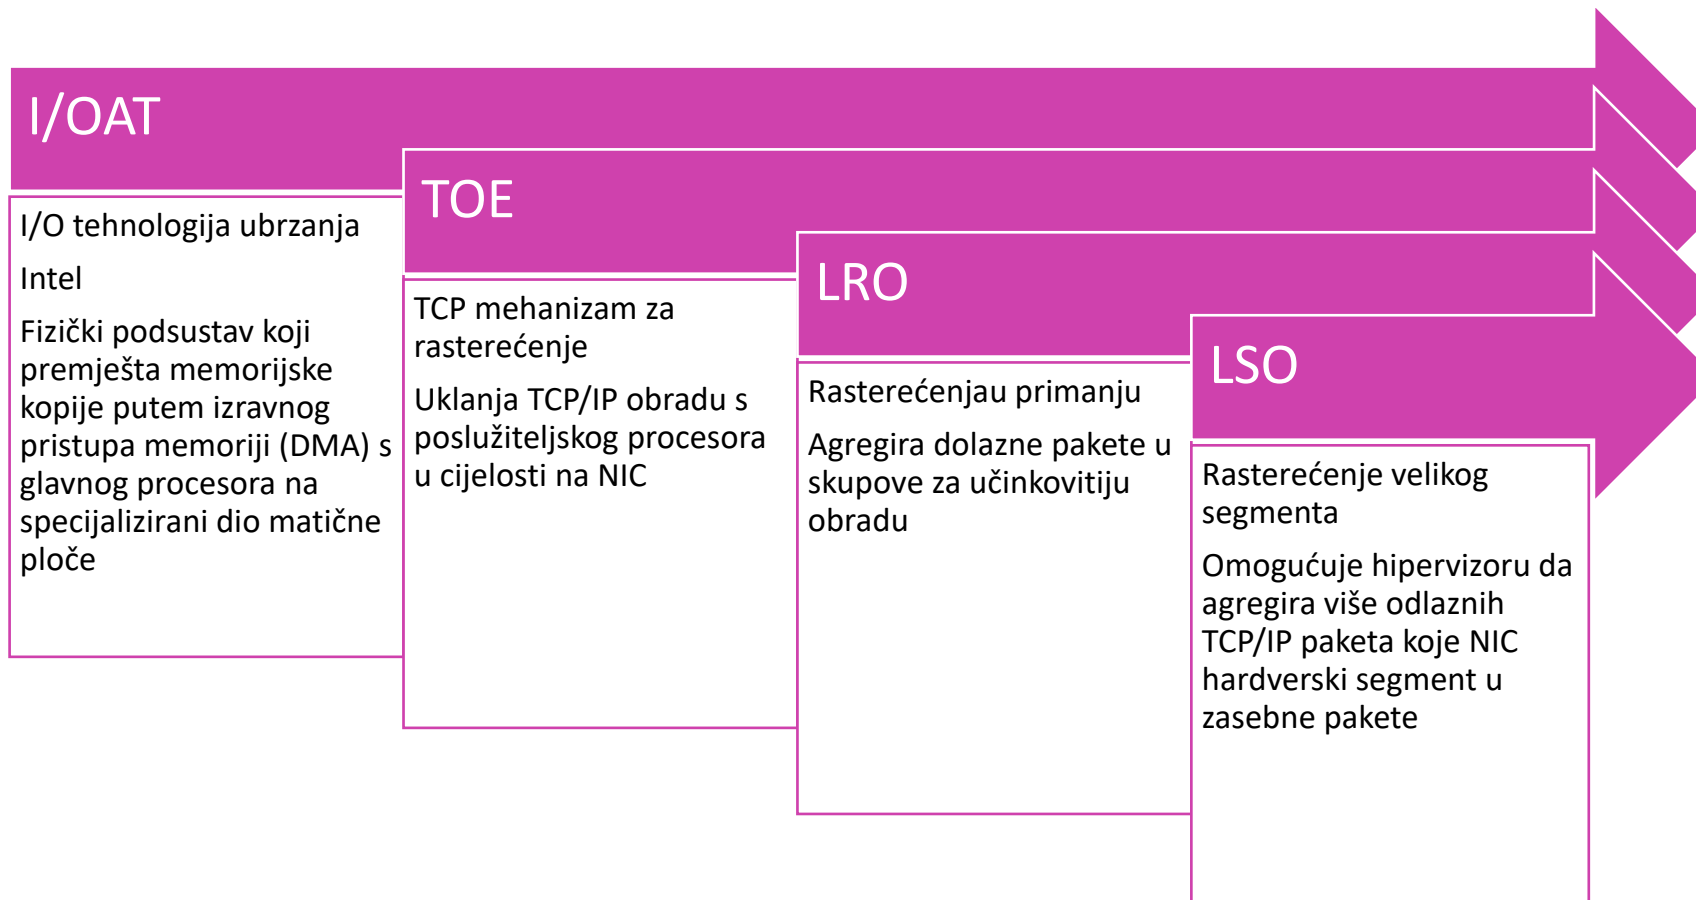 I/OAT
I/O tehnologija ubrzanja
Intel
Fizički podsustav koji
premješta memorijske
kopije putem izravnog
pristupa memoriji (DMA) s
glavnog procesora na
specijalizirani dio matične
ploče
TOE
TCP mehanizam za
rasterećenje
Uklanja TCP/IP obradu s
poslužiteljskog procesora
u cijelosti na NIC
LRO
Rasterećenjau primanju
Agregira dolazne pakete u
skupove za učinkovitiju
obradu
LSO
Rasterećenje velikog
segmenta
Omogućuje hipervizoru da
agregira više odlaznih
TCP/IP paketa koje NIC
hardverski segment u
zasebne pakete